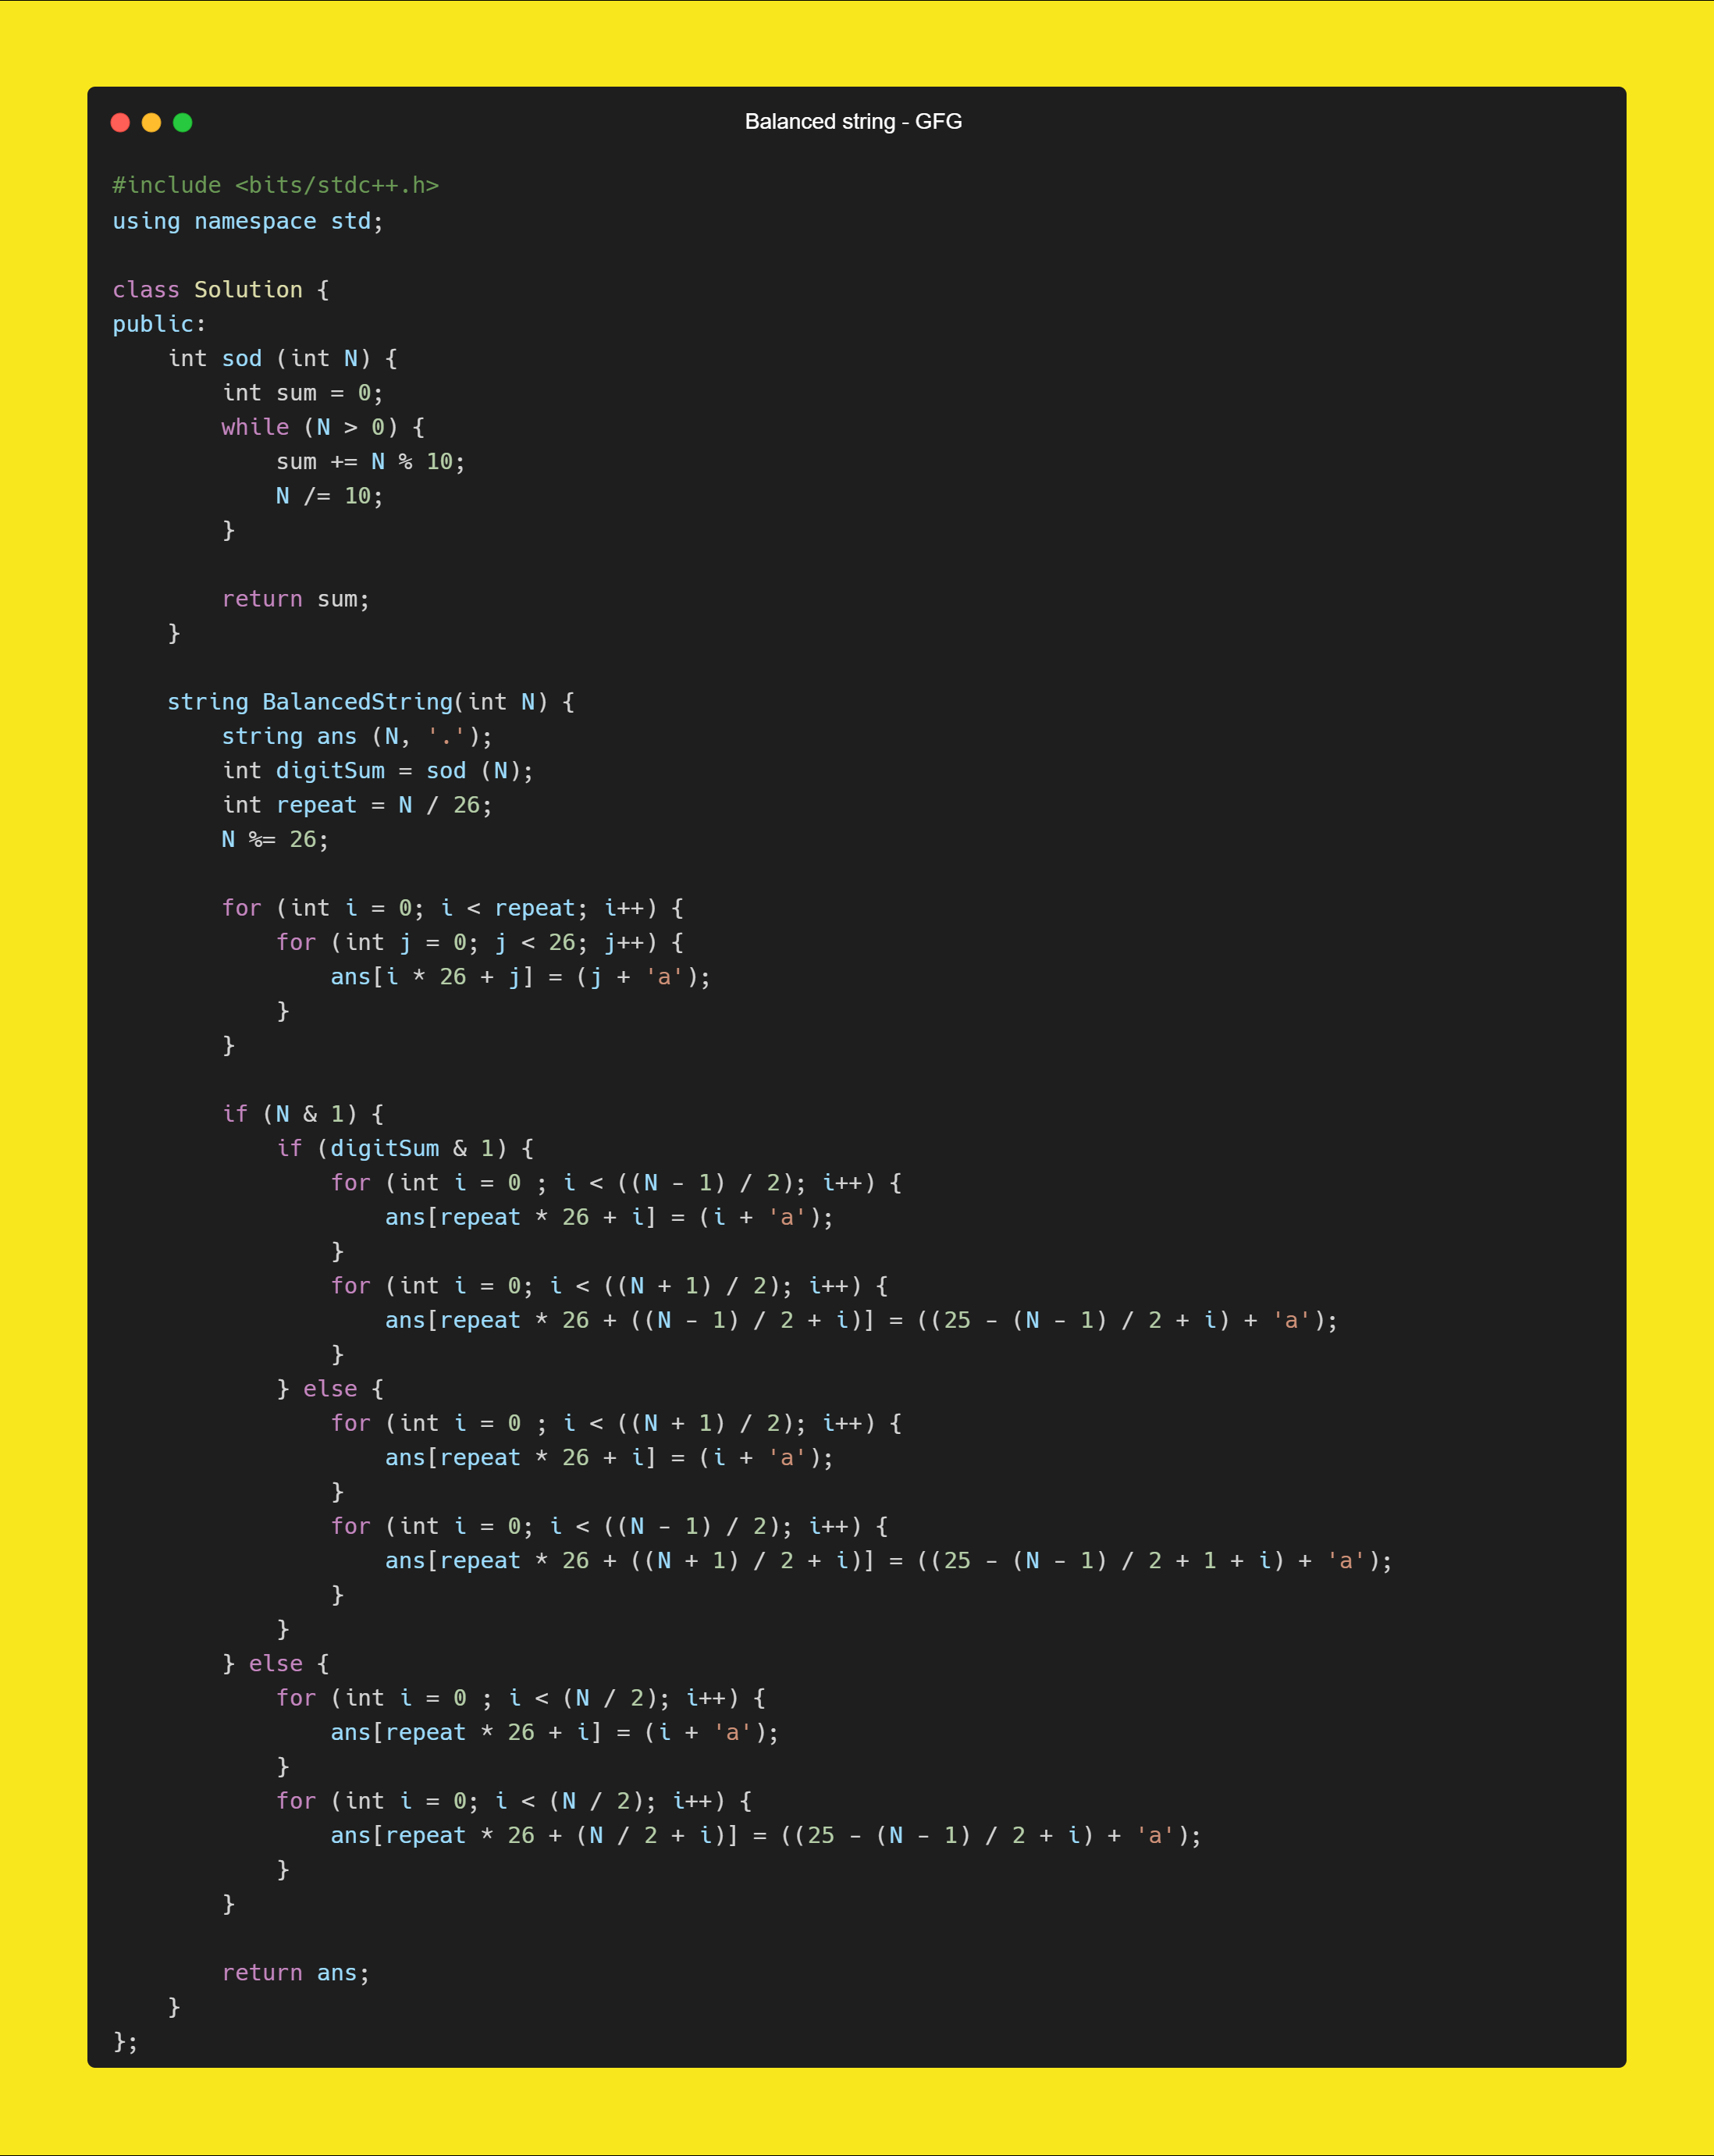 Balanced string - GFG
#include <bits/stdc++.h>
using namespace std;

class Solution {
public:
    int sod (int N) {
        int sum = 0;
        while (N > 0) {
            sum += N % 10;
            N /= 10;
        }

        return sum;
    }

    string BalancedString(int N) {
        string ans (N, '.');
        int digitSum = sod (N);
        int repeat = N / 26;
        N %= 26;

        for (int i = 0; i < repeat; i++) {
            for (int j = 0; j < 26; j++) {
                ans[i * 26 + j] = (j + 'a');
            }
        }

        if (N & 1) {
            if (digitSum & 1) {
                for (int i = 0 ; i < ((N - 1) / 2); i++) {
                    ans[repeat * 26 + i] = (i + 'a');
                }
                for (int i = 0; i < ((N + 1) / 2); i++) {
                    ans[repeat * 26 + ((N - 1) / 2 + i)] = ((25 - (N - 1) / 2 + i) + 'a');
                }
            } else {
                for (int i = 0 ; i < ((N + 1) / 2); i++) {
                    ans[repeat * 26 + i] = (i + 'a');
                }
                for (int i = 0; i < ((N - 1) / 2); i++) {
                    ans[repeat * 26 + ((N + 1) / 2 + i)] = ((25 - (N - 1) / 2 + 1 + i) + 'a');
                }
            }
        } else {
            for (int i = 0 ; i < (N / 2); i++) {
                ans[repeat * 26 + i] = (i + 'a');
            }
            for (int i = 0; i < (N / 2); i++) {
                ans[repeat * 26 + (N / 2 + i)] = ((25 - (N - 1) / 2 + i) + 'a');
            }
        }

        return ans;
    }
};